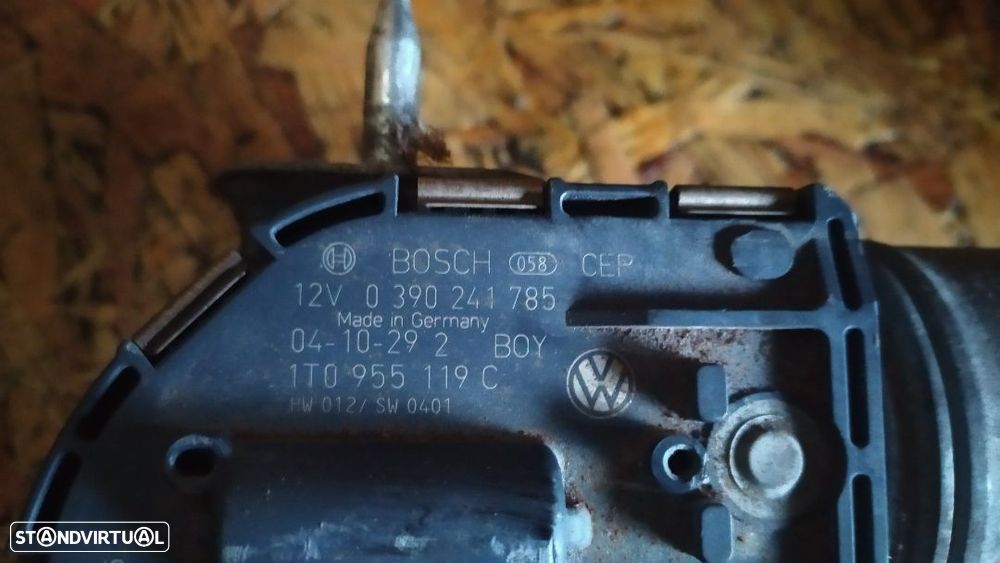 BOSCH 058 CEP
12V 0 390 241 785
Made in Germany
04-10-29 2 BOY
1T0 955 119 C
HW 012/ SW 0401
STANDVIRTUAL